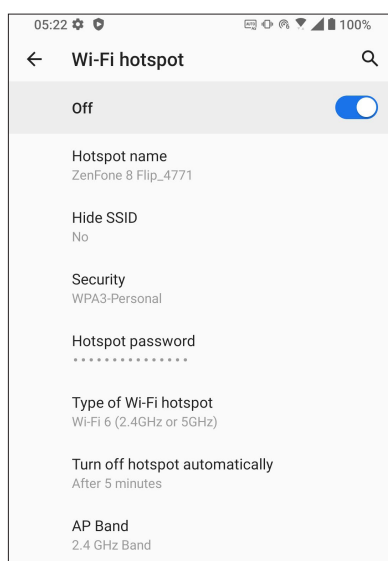 05:22
100%
Wi-Fi hotspot
Off
Hotspot name
ZenFone 8 Flip_4771
Hide SSID
No
Security
WPA3-Personal
Hotspot password
•••••••••••••••
Type of Wi-Fi hotspot
Wi-Fi 6 (2.4GHz or 5GHz)
Turn off hotspot automatically
After 5 minutes
AP Band
2.4 GHz Band